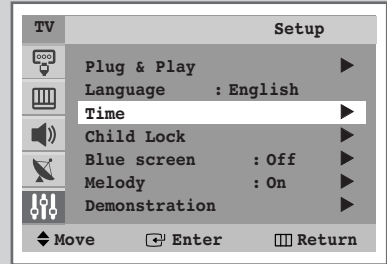 TV Setup
Plug & Play
Language : English
Time
Child Lock
Blue screen : Off
Melody : On
Demonstration
Move Enter Return